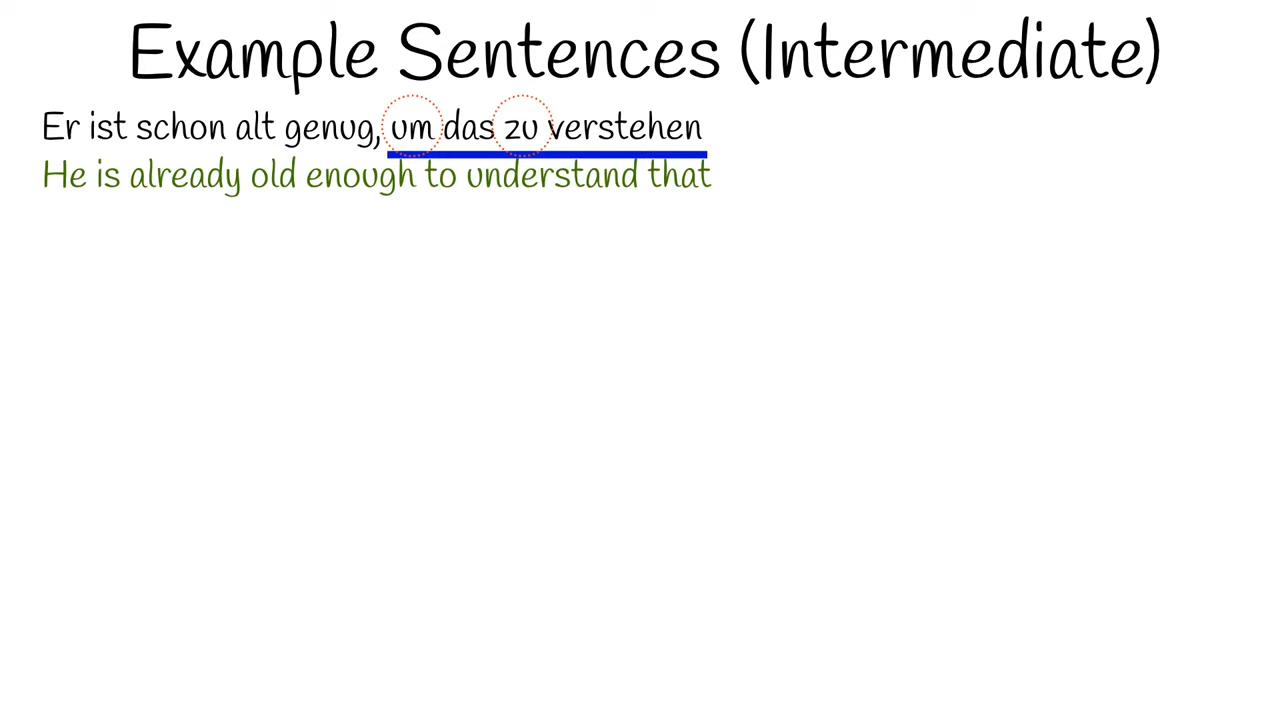 Example Sentences (Intermediate)
Er ist schon alt genug, um das zu verstehen
He is already old enough to understand that